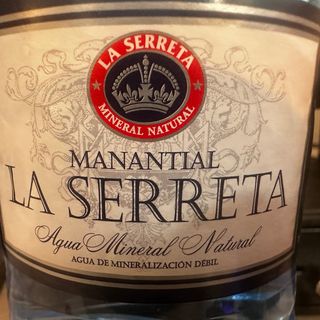 LA SERRETA
MINERAL NATURAL
MANANTIAL
LA SERRETA
Agua Mineral Natural
AGUA DE MINERALIZACIÓN DÉBIL